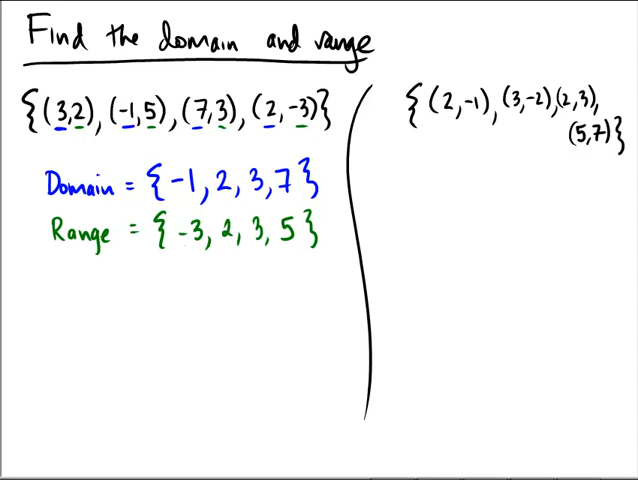 Find the domain and range
{(3,2), (-1,5), (7,3), (2,-3)}
Domain = {-1, 2, 3, 7}
Range = {-3, 2, 3, 5}
{(2,-1), (3,-2), (2,3),
(5,7)}